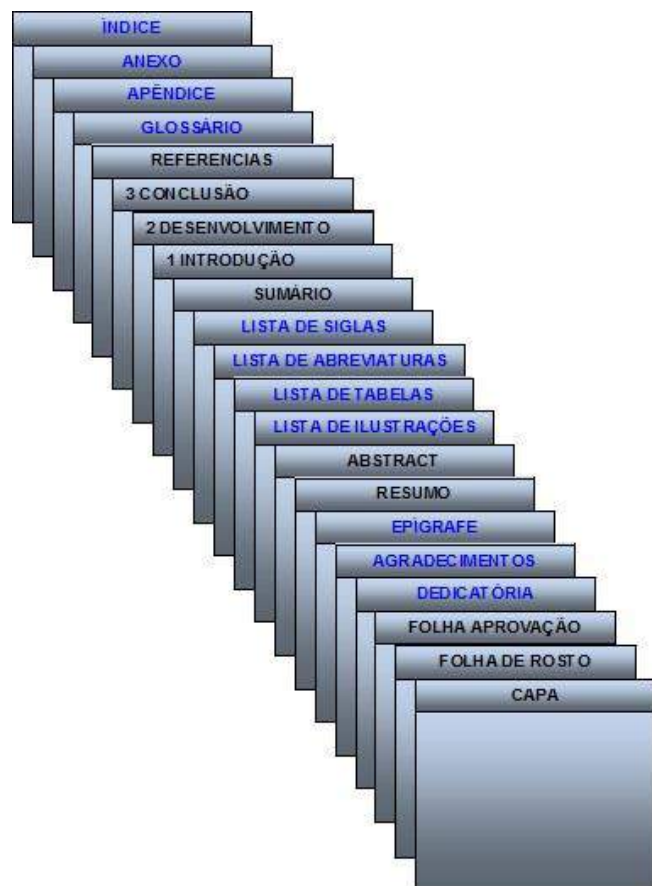 ÍNDICE
ANEXO
APÊNDICE
GLOSSÁRIO
REFERENCIAS
3 CONCLUSÃO
2 DESENVOLVIMENTO
1 INTRODUÇÃO
SUMÁRIO
LISTA DE SIGLAS
LISTA DE ABREVIATURAS
LISTA DE TABELAS
LISTA DE ILUSTRAÇÕES
ABSTRACT
RESUMO
EPÍGRAFE
AGRADECIMENTOS
DEDICATÓRIA
FOLHA APROVAÇÃO
FOLHA DE ROSTO
CAPA